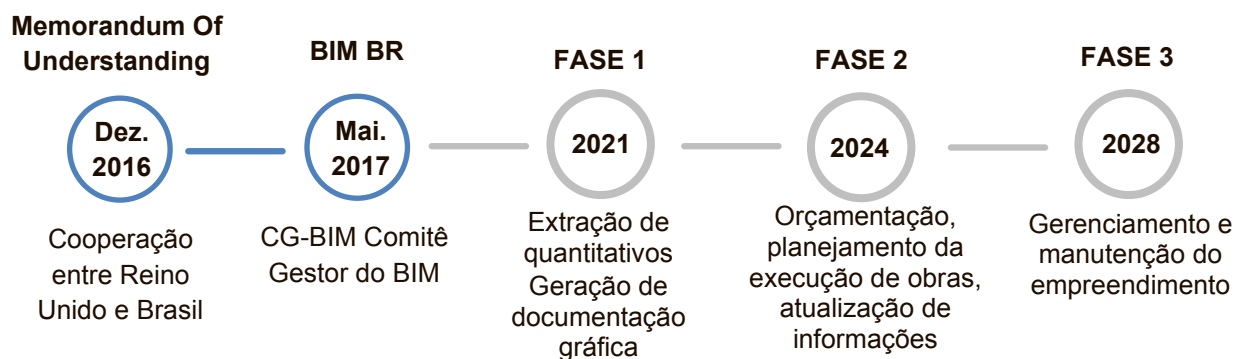 Memorandum Of
Understanding
Dez.
2016
Cooperação
entre Reino
Unido e Brasil
BIM BR
Mai.
2017
CG-BIM Comitê
Gestor do BIM
FASE 1
2021
Extração de
quantitativos
Geração de
documentação
gráfica
FASE 2
2024
Orçamentação,
planejamento da
execução de obras,
atualização de
informações
FASE 3
2028
Gerenciamento e
manutenção do
empreendimento